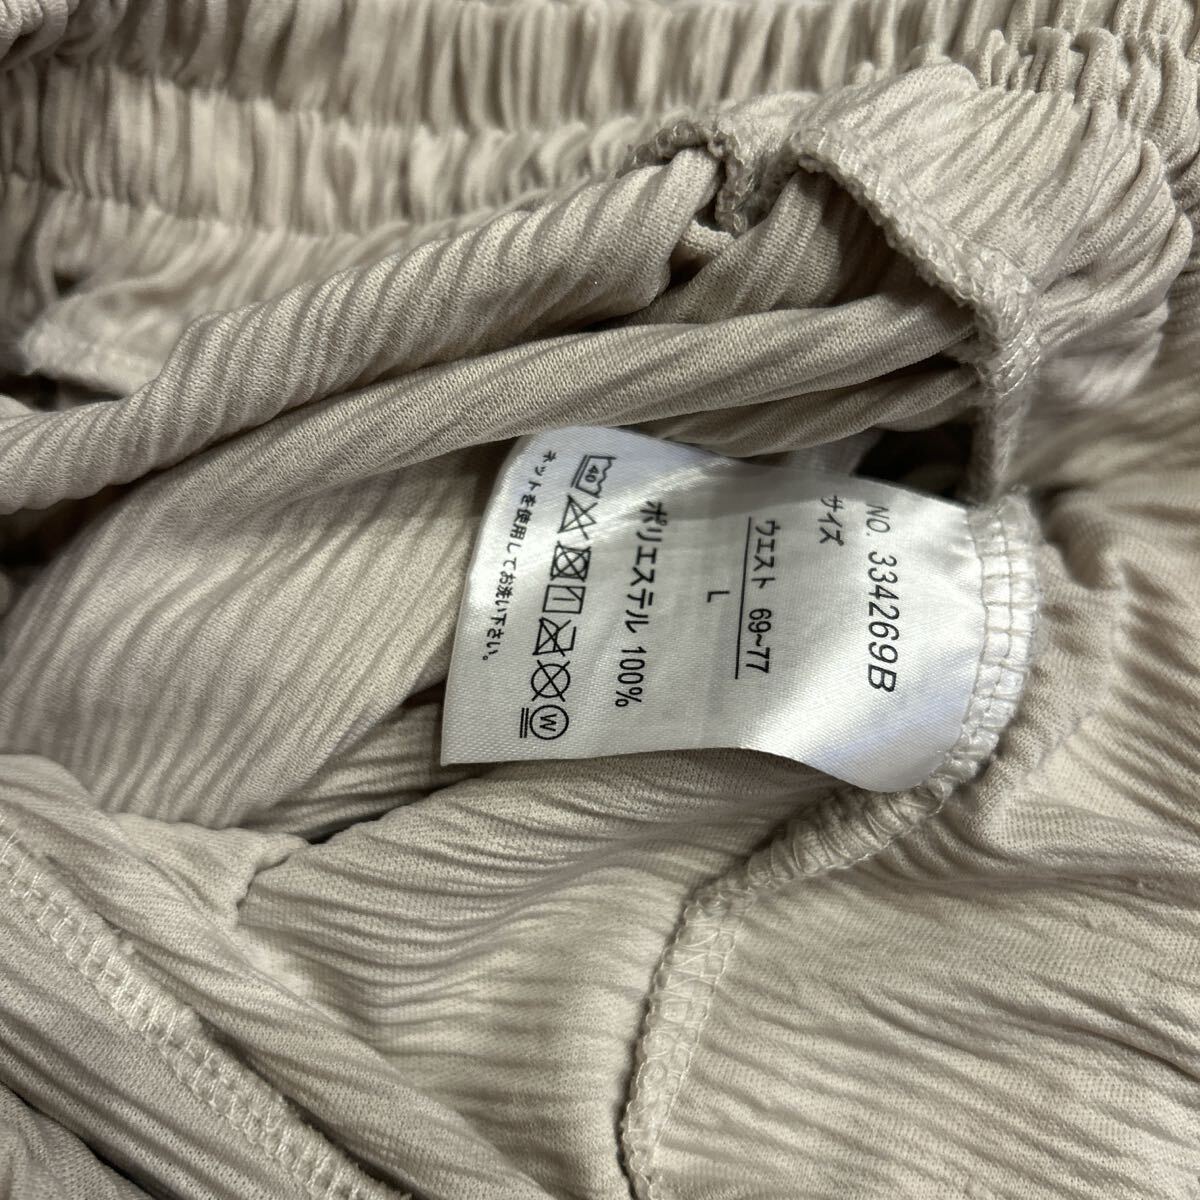 NO. 334269B
サイズ
ウエスト 69~77
L
ポリエステル 100%
40
W
ネットを使用してお洗い下さい。